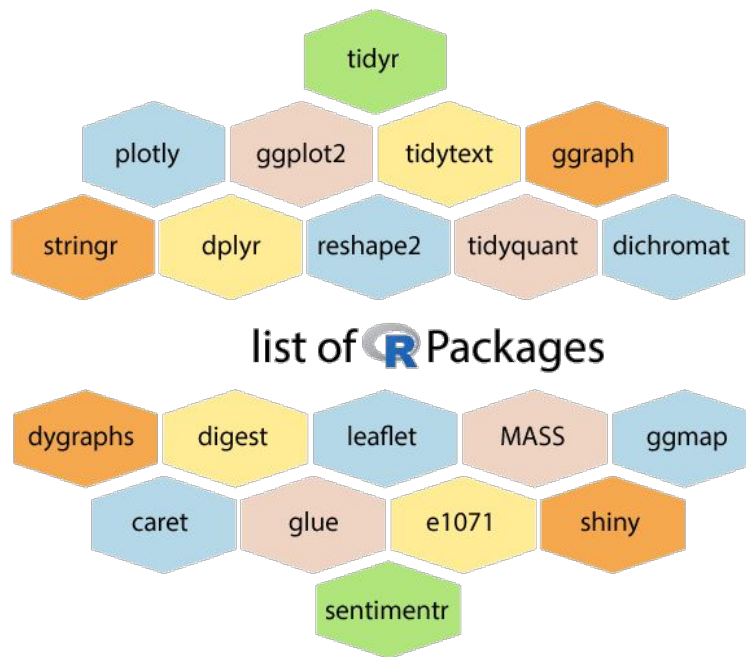 tidyr
plotly ggplot2 tidytext ggraph
stringr dplyr reshape2 tidyquant dichromat
list of R Packages
dygraphs digest leaflet MASS ggmap
caret glue e1071 shiny
sentimentr